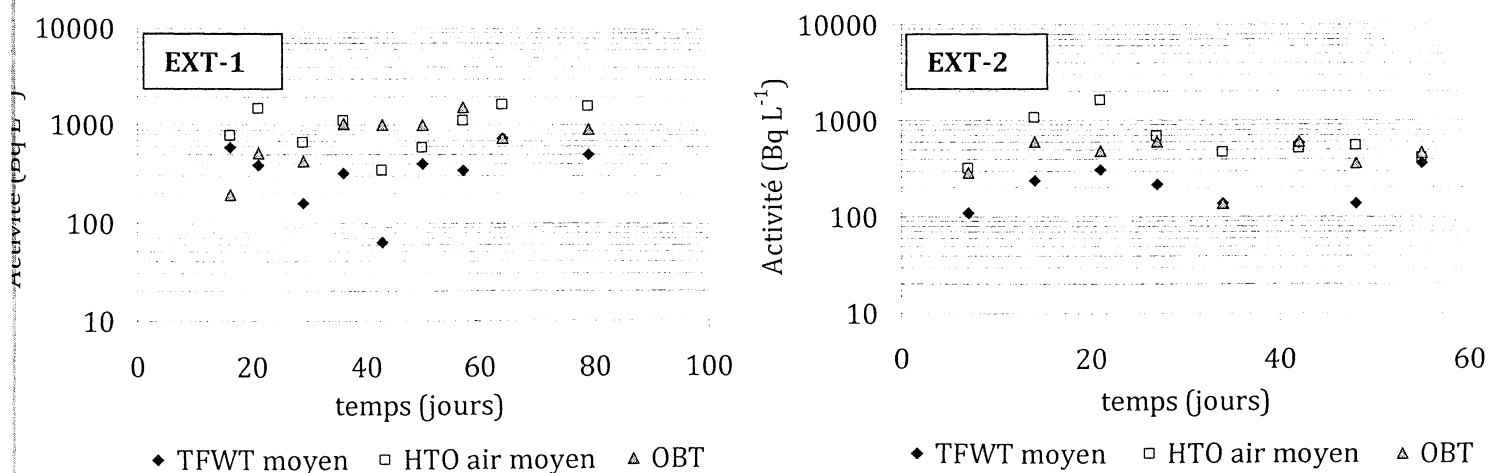 EXT-1
10000
1000
100
10
0 20 40 60 80 100
temps (jours)
◆ TFWT moyen □ HTO air moyen △ OBT
EXT-2
Activité (Bq L⁻¹)
10000
1000
100
10
0 20 40 60
temps (jours)
◆ TFWT moyen □ HTO air moyen △ OBT